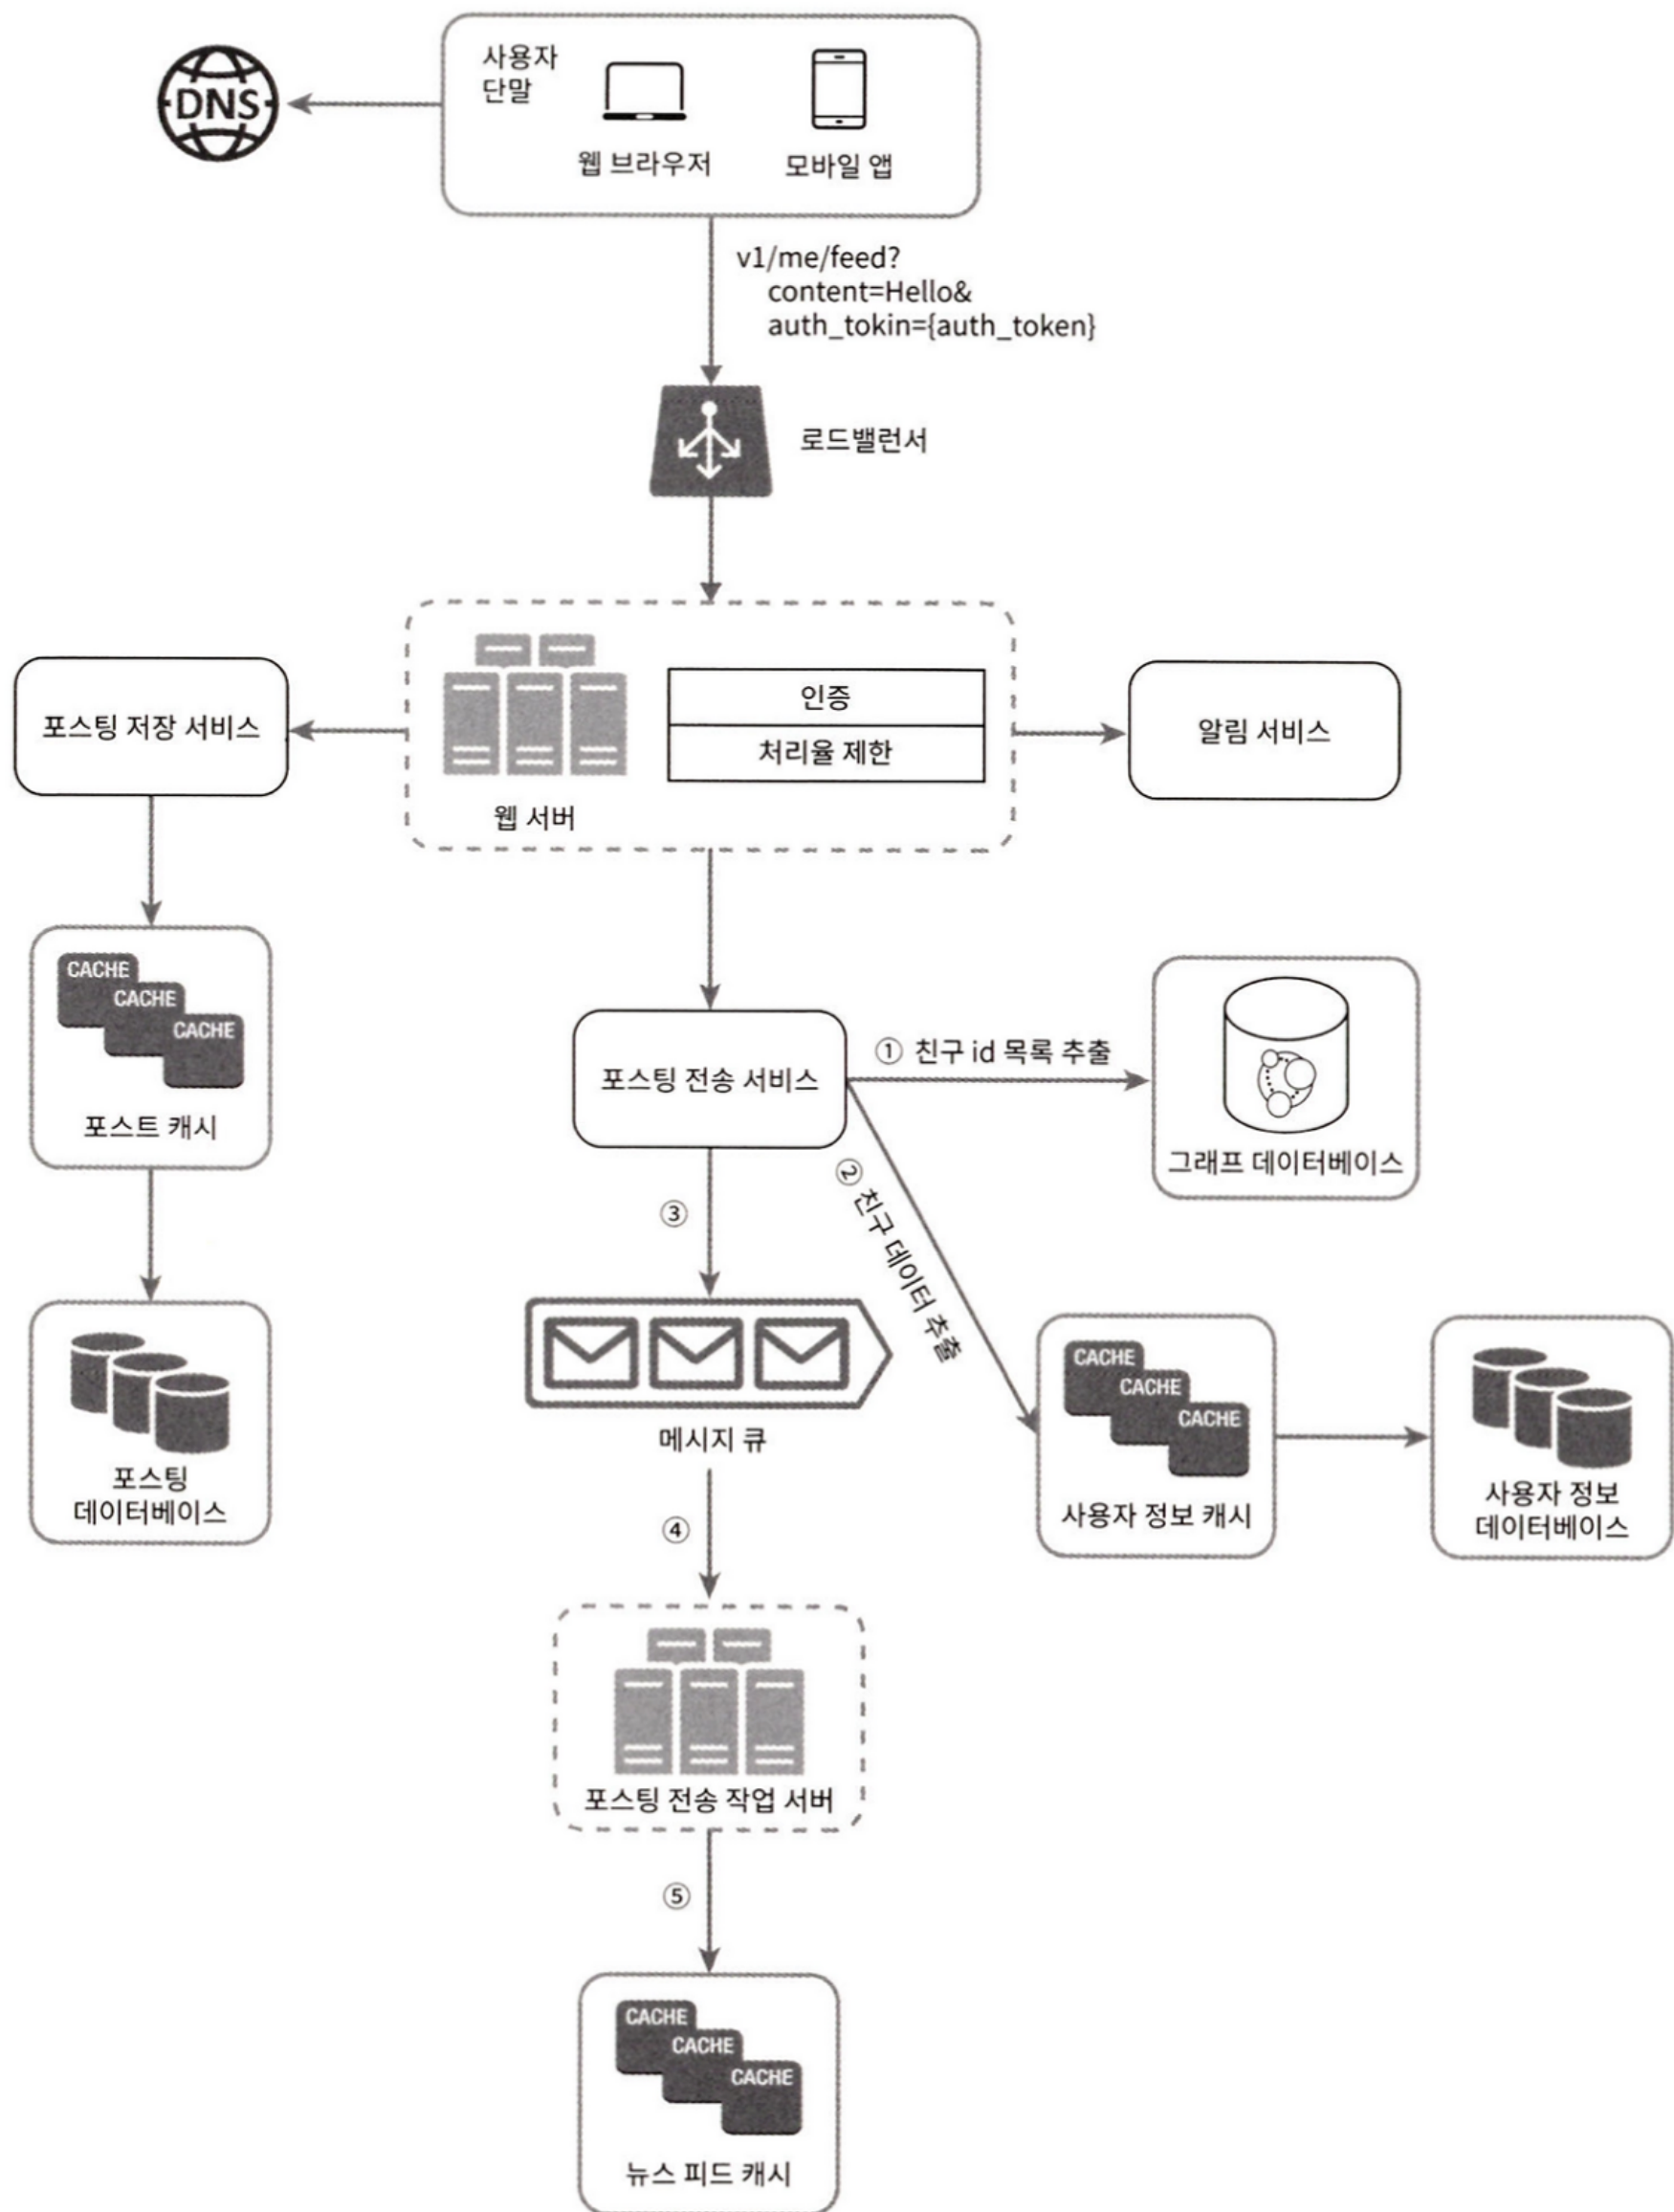 DNS
사용자
단말
웹 브라우저
모바일 앱
v1/me/feed?
content=Hello&
auth_tokin={auth_token}
로드밸런서
포스팅 저장 서비스
인증
처리율 제한
웹 서버
알림 서비스
CACHE
CACHE
CACHE
포스트 캐시
포스팅 전송 서비스
① 친구 id 목록 추출
그래프 데이터베이스
② 친구 데이터 추출
③
메시지 큐
포스팅
데이터베이스
CACHE
CACHE
CACHE
사용자 정보 캐시
사용자 정보
데이터베이스
④
포스팅 전송 작업 서버
⑤
CACHE
CACHE
CACHE
뉴스 피드 캐시